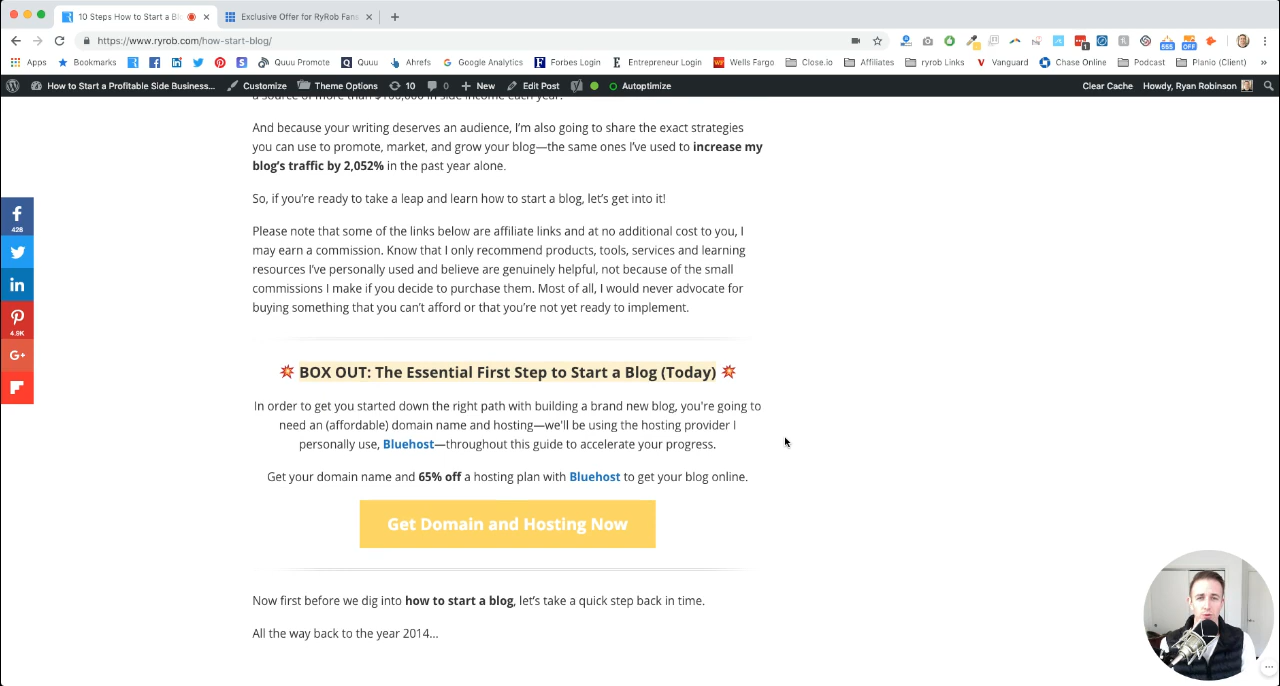 10 Steps How to Start a Bl
Exclusive Offer for RyRob Fans
https://www.ryrob.com/how-start-blog/
Apps Bookmarks Quuu Promote Quuu Ahrefs Google Analytics Forbes Login Entrepreneur Login Wells Fargo Close.io Affiliates ryrob Links Vanguard Chase Online Podcast Planio (Client) »
How to Start a Profitable Side Business... Customize Theme Options 10 0 New Edit Post Autoptimize Clear Cache Howdy, Ryan Robinson
And because your writing deserves an audience, I'm also going to share the exact strategies
you can use to promote, market, and grow your blog—the same ones I've used to increase my
blog's traffic by 2,052% in the past year alone.
So, if you're ready to take a leap and learn how to start a blog, let's get into it!
Please note that some of the links below are affiliate links and at no additional cost to you, I
may earn a commission. Know that I only recommend products, tools, services and learning
resources I've personally used and believe are genuinely helpful, not because of the small
commissions I make if you decide to purchase them. Most of all, I would never advocate for
buying something that you can't afford or that you're not yet ready to implement.
428
4.9K
G+
BOX OUT: The Essential First Step to Start a Blog (Today)
In order to get you started down the right path with building a brand new blog, you're going to
need an (affordable) domain name and hosting—we'll be using the hosting provider I
personally use, Bluehost—throughout this guide to accelerate your progress.
Get your domain name and 65% off a hosting plan with Bluehost to get your blog online.
Get Domain and Hosting Now
Now first before we dig into how to start a blog, let's take a quick step back in time.
All the way back to the year 2014...